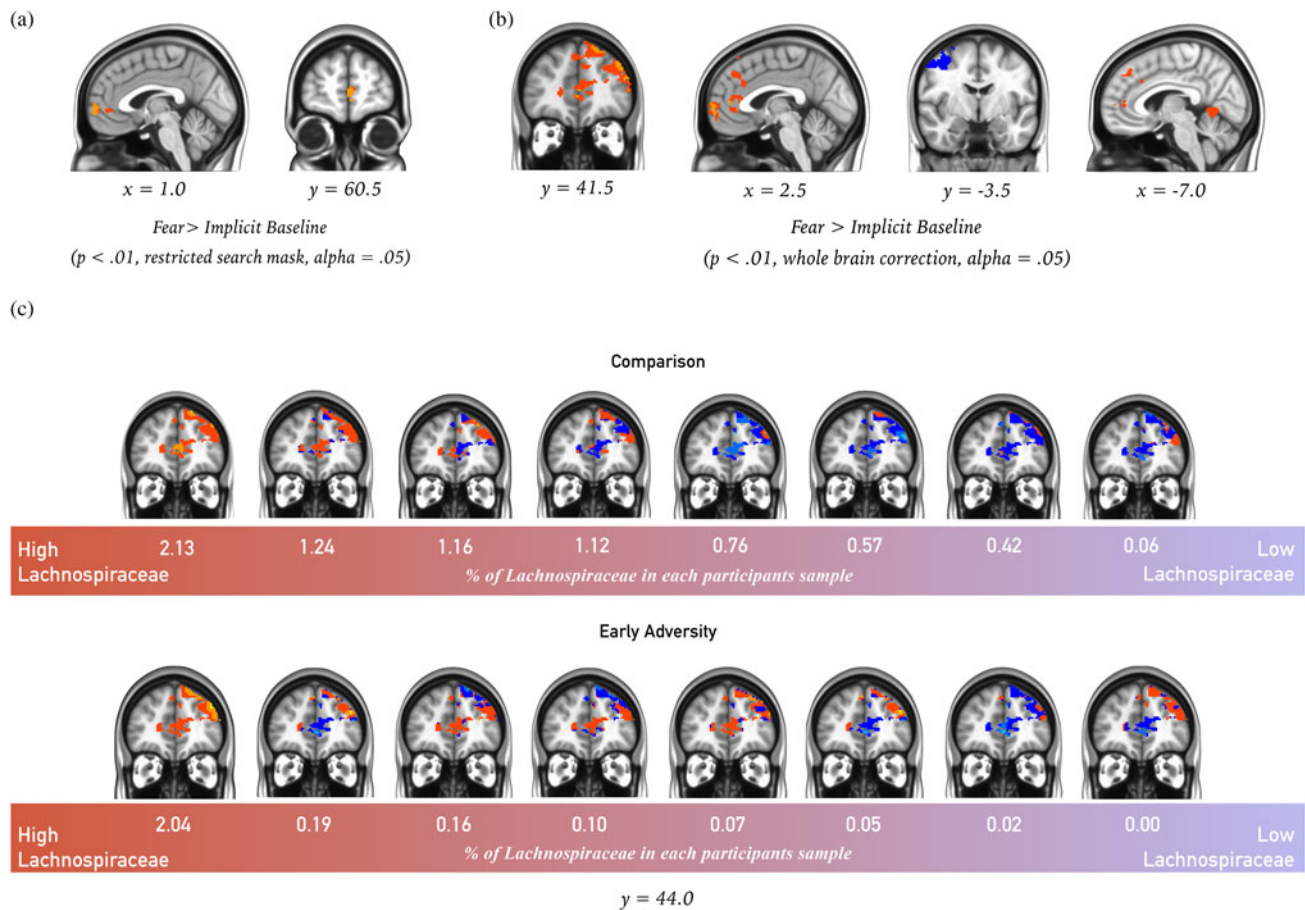 (a)
(b)
x = 1.0
y = 60.5
y = 41.5
x = 2.5
y = -3.5
x = -7.0
Fear> Implicit Baseline
(p < .01, restricted search mask, alpha = .05)
Fear > Implicit Baseline
(p < .01, whole brain correction, alpha = .05)
(c)
Comparison
High Lachnospiraceae
2.13 1.24 1.16 1.12 0.76 0.57 0.42 0.06
Low Lachnospiraceae
% of Lachnospiraceae in each participants sample
Early Adversity
High Lachnospiraceae
2.04 0.19 0.16 0.10 0.07 0.05 0.02 0.00
Low Lachnospiraceae
% of Lachnospiraceae in each participants sample
y = 44.0